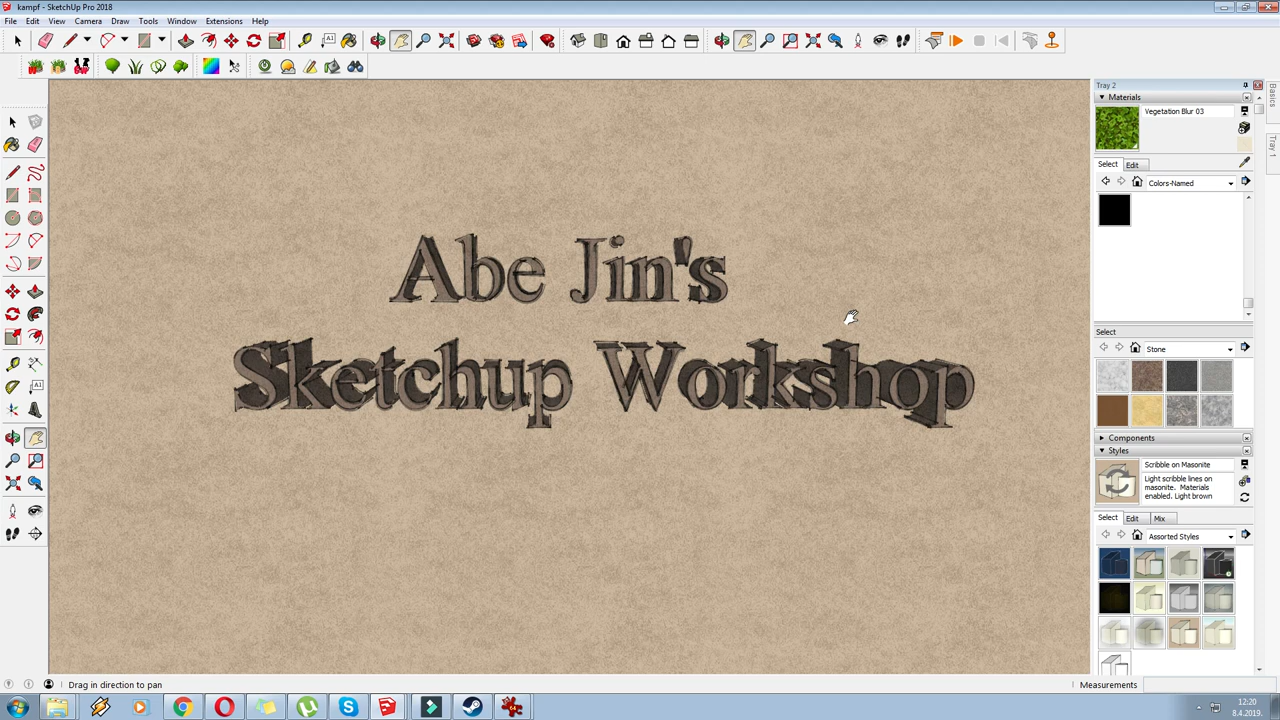 kampf - SketchUp Pro 2018
File Edit View Camera Draw Tools Window Extensions Help
Tray 2
Materials
Vegetation Blur 03
Select Edit
Colors-Named
Select
Stone
Components
Styles
Scribble on Masonite
Light scribble lines on
masonite. Materials
enabled. Light brown
Select Edit Mix
Assorted Styles
Basics
Tray 1
Abe Jin's
Sketchup Workshop
Drag in direction to pan
Measurements
12:20
8.4.2019.